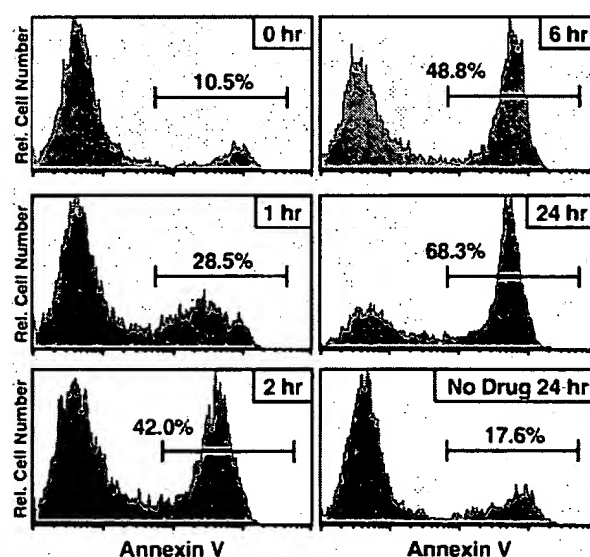 0 hr
10.5%
Rel. Cell Number
6 hr
48.8%
1 hr
28.5%
Rel. Cell Number
24 hr
68.3%
2 hr
42.0%
Rel. Cell Number
No Drug 24 hr
17.6%
Annexin V
Annexin V